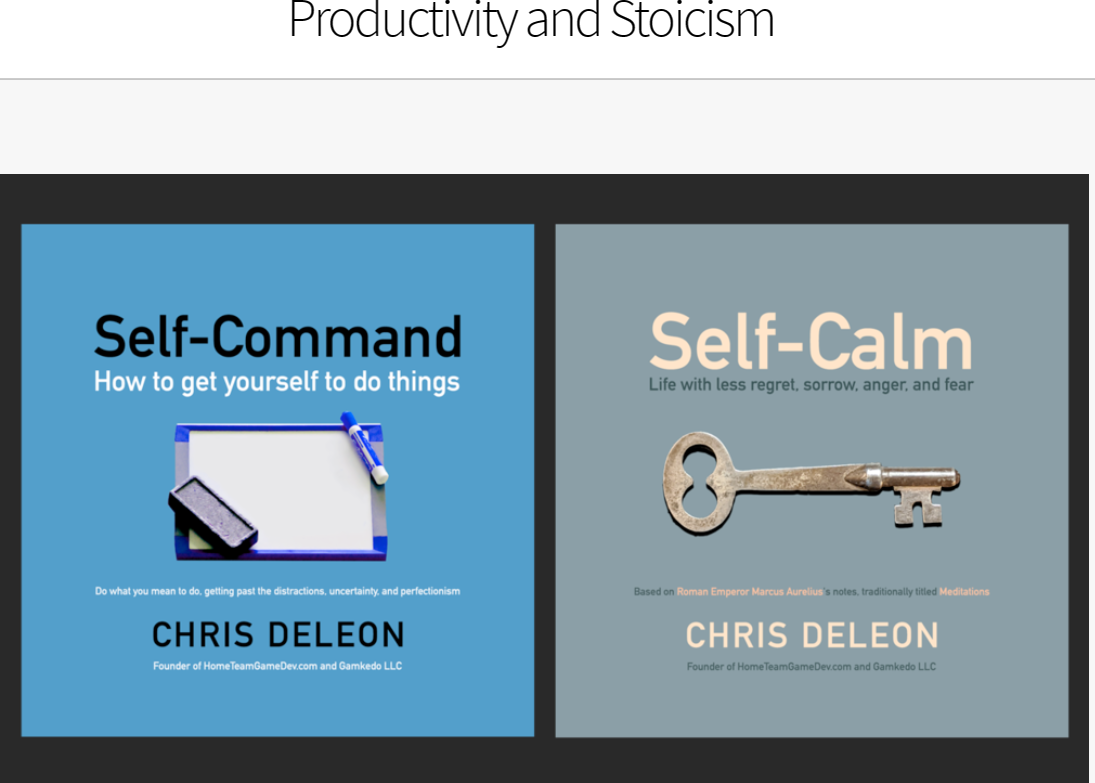 Productivity and Stoicism
Self-Command
How to get yourself to do things
Do what you mean to do, getting past the distractions, uncertainty, and perfectionism
CHRIS DELEON
Founder of HomeTeamGameDev.com and Gamkedo LLC
Self-Calm
Life with less regret, sorrow, anger, and fear
Based on Roman Emperor Marcus Aurelius's notes, traditionally titled Meditations
CHRIS DELEON
Founder of HomeTeamGameDev.com and Gamkedo LLC